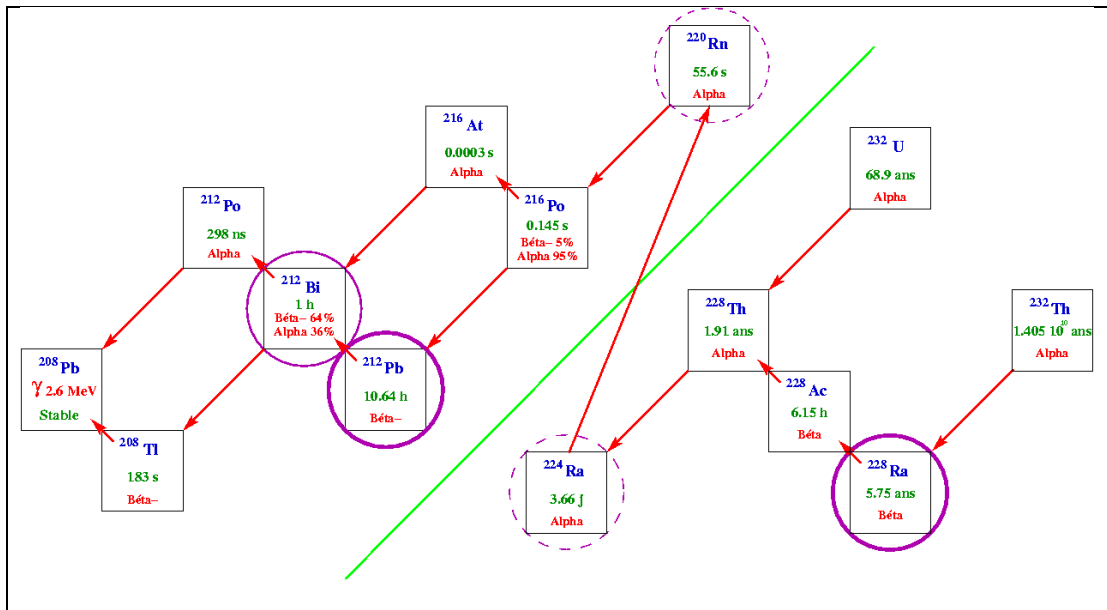 220Rn
55.6 s
Alpha
216At
0.0003 s
Alpha
232U
68.9 ans
Alpha
212Po
298 ns
Alpha
216Po
0.145 s
Béta− 5%
Alpha 95%
212Bi
1 h
Béta− 64%
Alpha 36%
228Th
1.91 ans
Alpha
232Th
1.405 10^10 ans
Alpha
208Pb
γ 2.6 MeV
Stable
212Pb
10.64 h
Béta−
228Ac
6.15 h
Béta
208Tl
183 s
Béta−
224Ra
3.66 j
Alpha
228Ra
5.75 ans
Béta